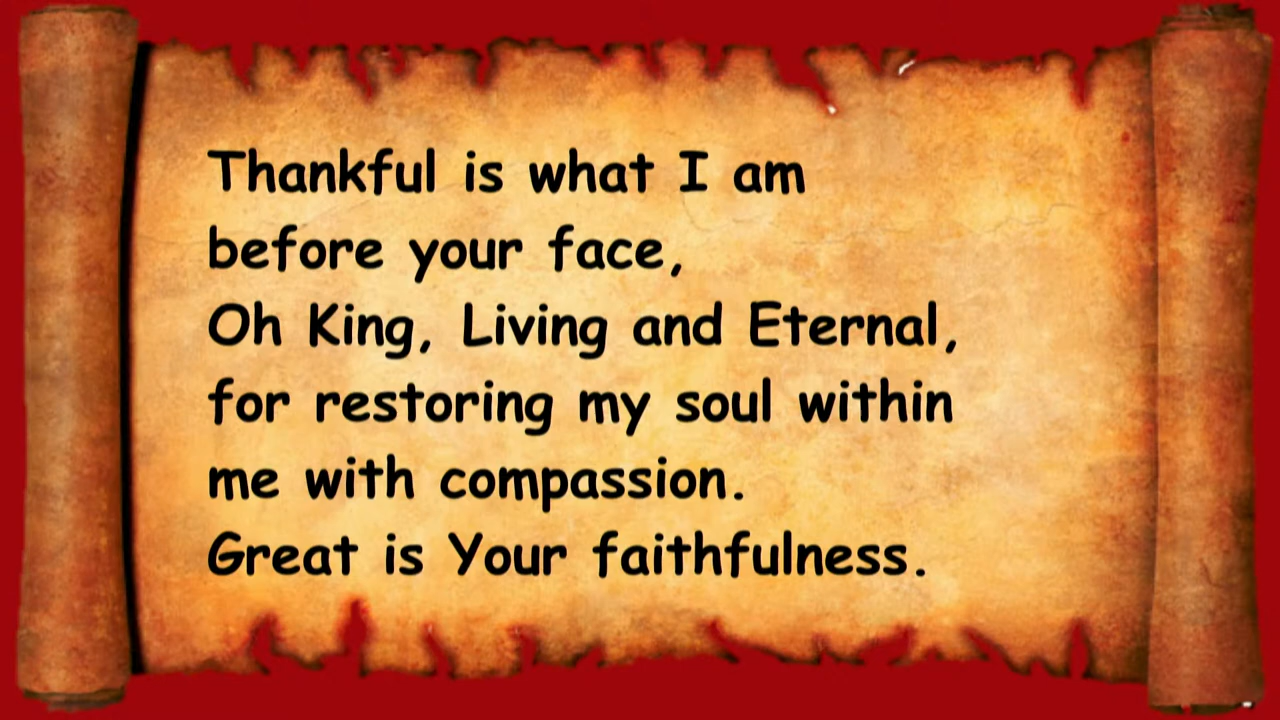 Thankful is what I am
before your face,
Oh King, Living and Eternal,
for restoring my soul within
me with compassion.
Great is Your faithfulness.